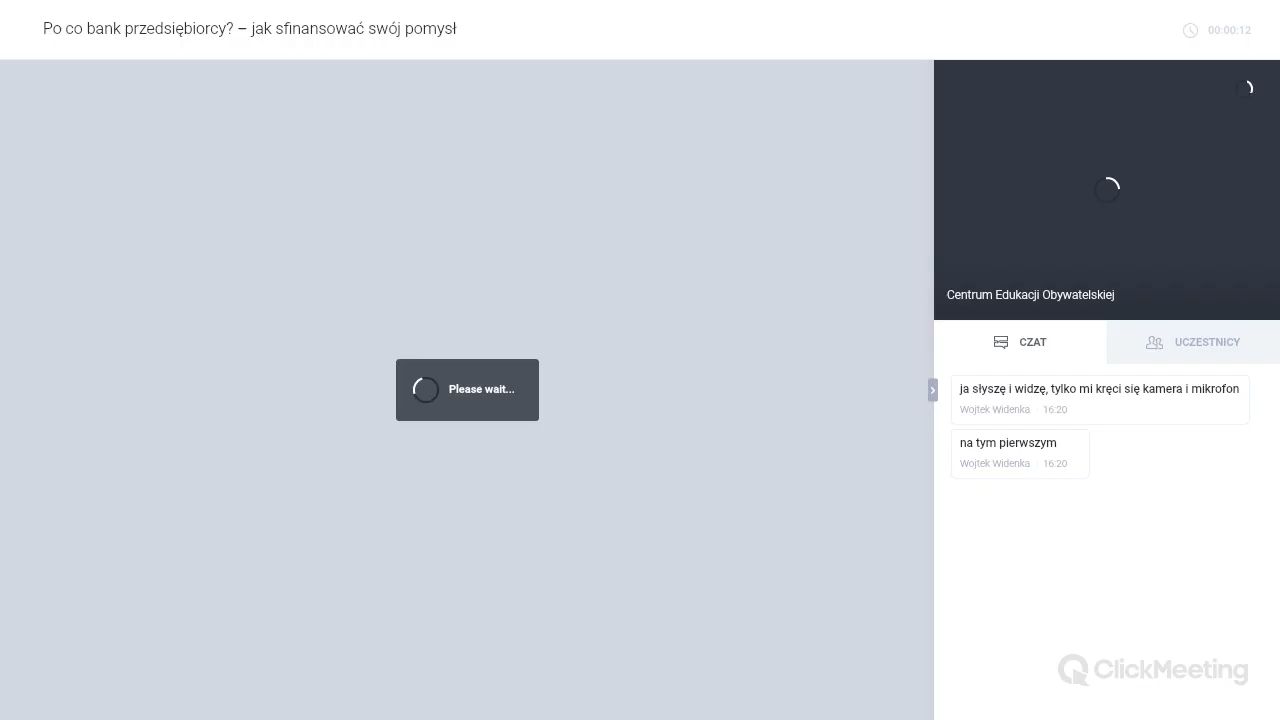 Po co bank przedsiębiorcy? – jak sfinansować swój pomysł
00:00:12
Please wait...
Centrum Edukacji Obywatelskiej
CZAT
UCZESTNICY
ja słyszę i widzę, tylko mi kręci się kamera i mikrofon
Wojtek Widenka 16:20
na tym pierwszym
Wojtek Widenka 16:20
ClickMeeting